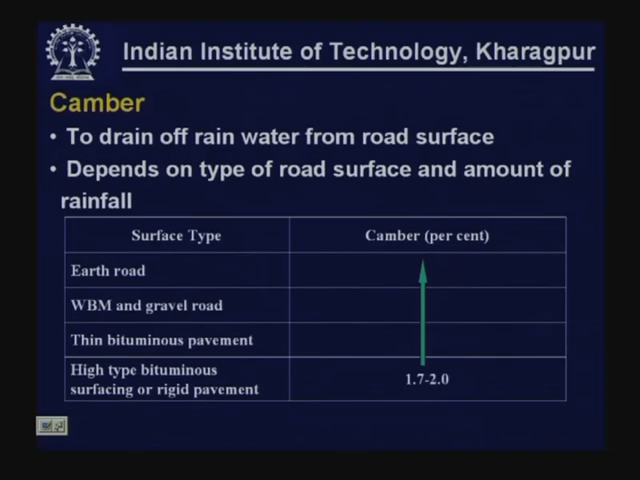 Indian Institute of Technology, Kharagpur
Camber
• To drain off rain water from road surface
• Depends on type of road surface and amount of
rainfall
Surface Type Camber (per cent)
Earth road
WBM and gravel road
Thin bituminous pavement
High type bituminous
surfacing or rigid pavement 1.7-2.0